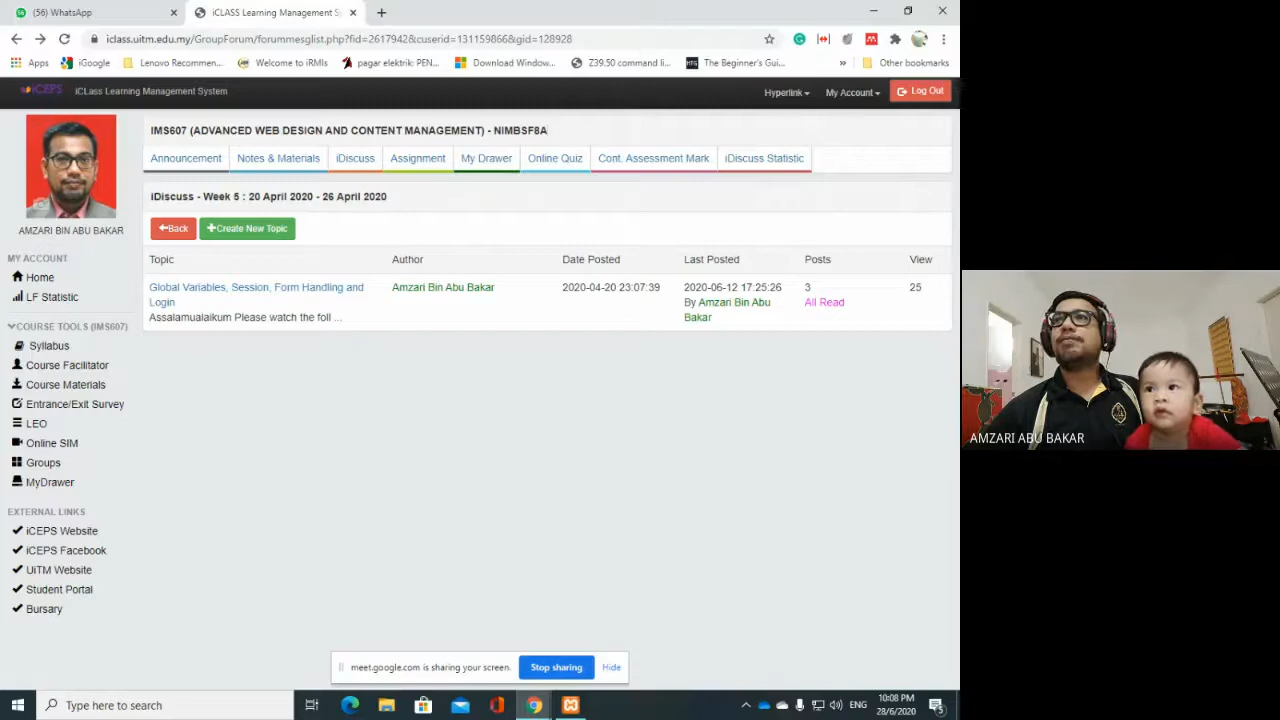 (56) WhatsApp
iCLASS Learning Management S
iclass.uitm.edu.my/GroupForum/forummesglist.php?fid=2617942&cuserid=131159866&gid=128928
Apps
iGoogle
Lenovo Recommen...
Welcome to iRMIs
pagar elektrik: PEN...
Download Window...
Z39.50 command li...
HTG
The Beginner's Gui...
»
Other bookmarks
iCEPS
iCLass Learning Management System
Hyperlink
My Account
Log Out
AMZARI BIN ABU BAKAR
MY ACCOUNT
Home
LF Statistic
COURSE TOOLS (IMS607)
Syllabus
Course Facilitator
Course Materials
Entrance/Exit Survey
LEO
Online SIM
Groups
MyDrawer
EXTERNAL LINKS
iCEPS Website
iCEPS Facebook
UiTM Website
Student Portal
Bursary
IMS607 (ADVANCED WEB DESIGN AND CONTENT MANAGEMENT) - NIMBSF8A
Announcement
Notes & Materials
iDiscuss
Assignment
My Drawer
Online Quiz
Cont. Assessment Mark
iDiscuss Statistic
iDiscuss - Week 5 : 20 April 2020 - 26 April 2020
Back
Create New Topic
Topic
Author
Date Posted
Last Posted
Posts
View
Global Variables, Session, Form Handling and
Login
Assalamualaikum Please watch the foll ...
Amzari Bin Abu Bakar
2020-04-20 23:07:39
2020-06-12 17:25:26
By Amzari Bin Abu
Bakar
3
All Read
25
meet.google.com is sharing your screen.
Stop sharing
Hide
Type here to search
ENG
10:08 PM
28/6/2020
5
AMZARI ABU BAKAR